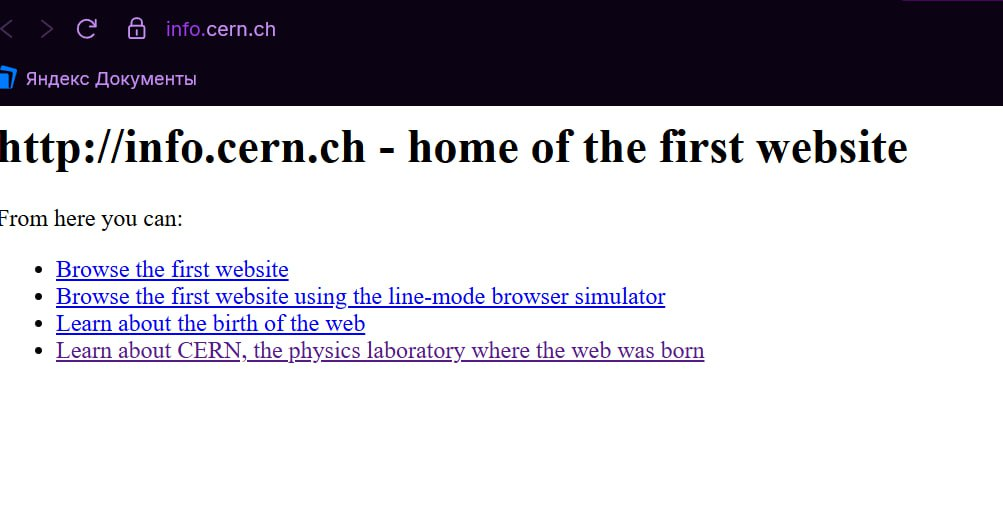 info.cern.ch
Яндекс Документы
http://info.cern.ch - home of the first website
From here you can:
Browse the first website
Browse the first website using the line-mode browser simulator
Learn about the birth of the web
Learn about CERN, the physics laboratory where the web was born